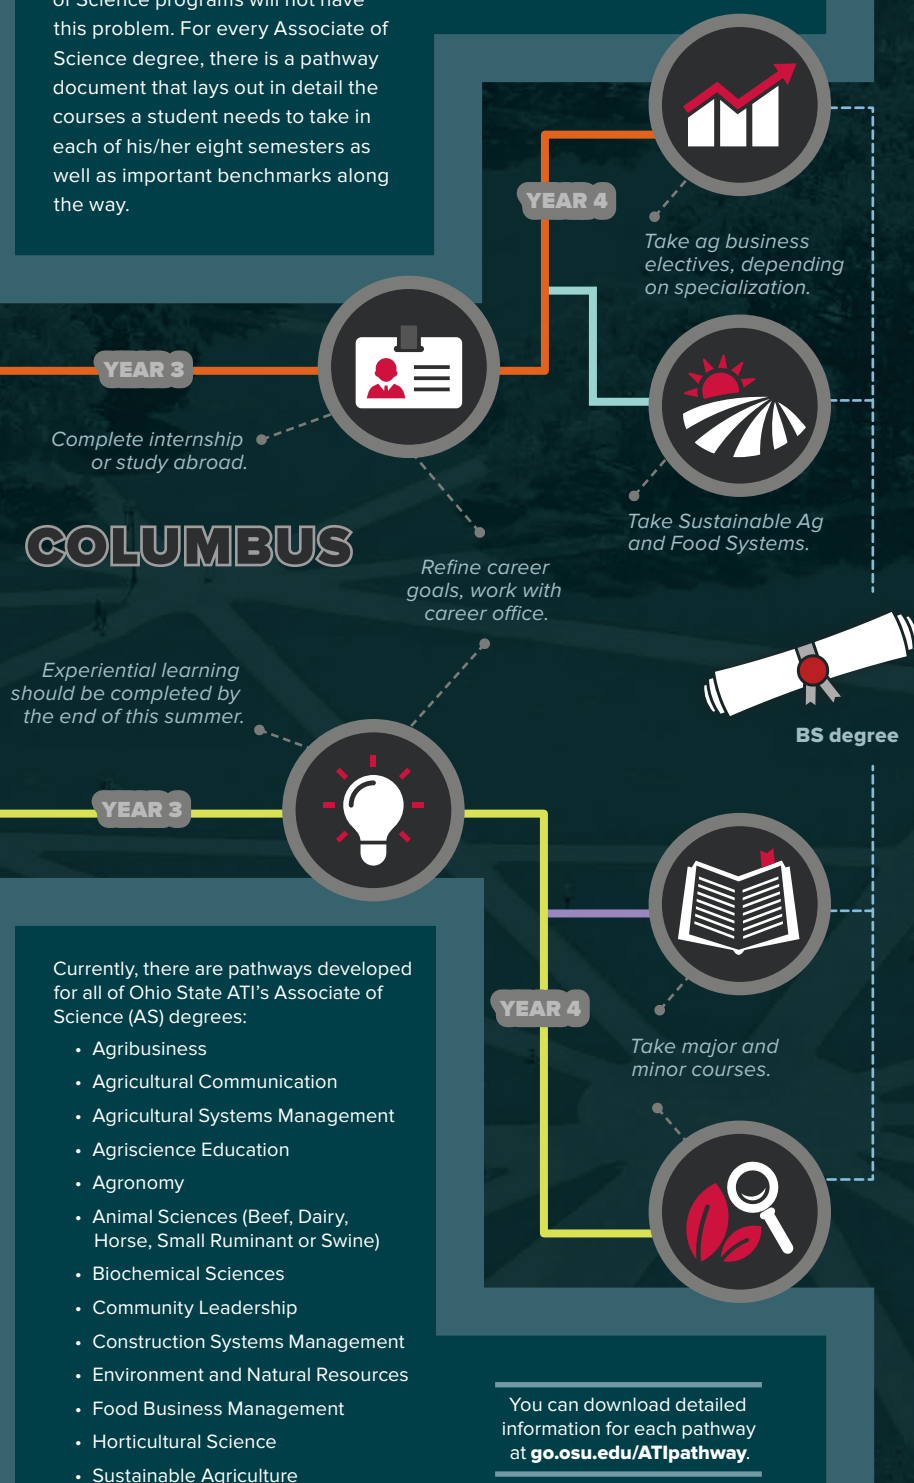 of Science programs will not have
this problem. For every Associate of
Science degree, there is a pathway
document that lays out in detail the
courses a student needs to take in
each of his/her eight semesters as
well as important benchmarks along
the way.
YEAR 4
Take ag business
electives, depending
on specialization.
YEAR 3
Complete internship
or study abroad.
Take Sustainable Ag
and Food Systems.
COLUMBUS
Refine career
goals, work with
career office.
Experiential learning
should be completed by
the end of this summer.
BS degree
YEAR 3
YEAR 4
Take major and
minor courses.
Currently, there are pathways developed
for all of Ohio State ATI's Associate of
Science (AS) degrees:
• Agribusiness
• Agricultural Communication
• Agricultural Systems Management
• Agriscience Education
• Agronomy
• Animal Sciences (Beef, Dairy,
Horse, Small Ruminant or Swine)
• Biochemical Sciences
• Community Leadership
• Construction Systems Management
• Environment and Natural Resources
• Food Business Management
• Horticultural Science
• Sustainable Agriculture
You can download detailed
information for each pathway
at go.osu.edu/ATIpathway.